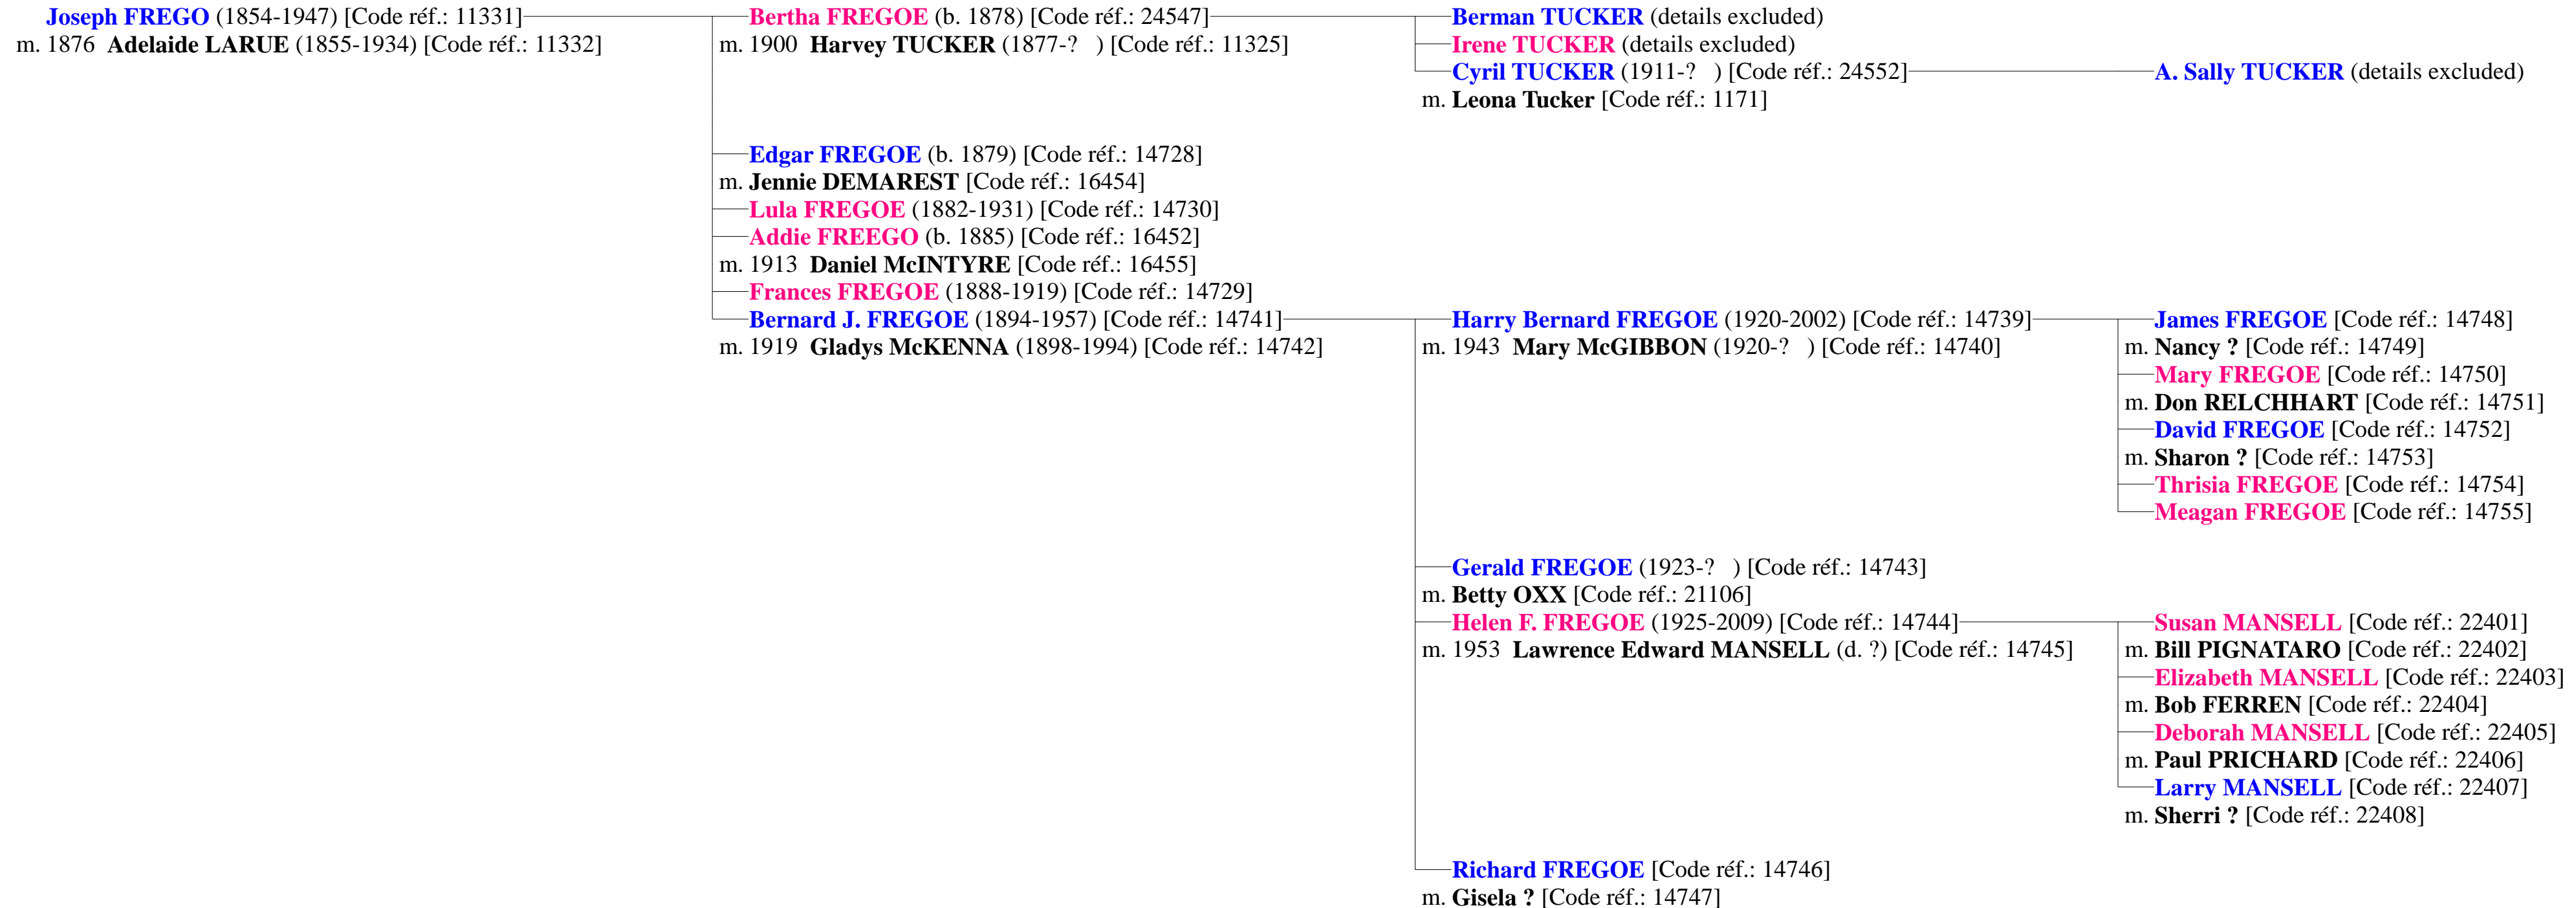 Joseph FREGO (1854-1947) [Code réf.: 11331]
m. 1876 Adelaide LARUE (1855-1934) [Code réf.: 11332]
Bertha FREGOE (b. 1878) [Code réf.: 24547]
m. 1900 Harvey TUCKER (1877-? ) [Code réf.: 11325]
Berman TUCKER (details excluded)
Irene TUCKER (details excluded)
Cyril TUCKER (1911-? ) [Code réf.: 24552]
m. Leona Tucker [Code réf.: 1171]
A. Sally TUCKER (details excluded)
Edgar FREGOE (b. 1879) [Code réf.: 14728]
m. Jennie DEMAREST [Code réf.: 16454]
Lula FREGOE (1882-1931) [Code réf.: 14730]
Addie FREEGO (b. 1885) [Code réf.: 16452]
m. 1913 Daniel McINTYRE [Code réf.: 16455]
Frances FREGOE (1888-1919) [Code réf.: 14729]
Bernard J. FREGOE (1894-1957) [Code réf.: 14741]
m. 1919 Gladys McKENNA (1898-1994) [Code réf.: 14742]
Harry Bernard FREGOE (1920-2002) [Code réf.: 14739]
m. 1943 Mary McGIBBON (1920-? ) [Code réf.: 14740]
James FREGOE [Code réf.: 14748]
m. Nancy ? [Code réf.: 14749]
Mary FREGOE [Code réf.: 14750]
m. Don RELCHHART [Code réf.: 14751]
David FREGOE [Code réf.: 14752]
m. Sharon ? [Code réf.: 14753]
Thrisia FREGOE [Code réf.: 14754]
Meagan FREGOE [Code réf.: 14755]
Gerald FREGOE (1923-? ) [Code réf.: 14743]
m. Betty OXX [Code réf.: 21106]
Helen F. FREGOE (1925-2009) [Code réf.: 14744]
m. 1953 Lawrence Edward MANSELL (d. ?) [Code réf.: 14745]
Susan MANSELL [Code réf.: 22401]
m. Bill PIGNATARO [Code réf.: 22402]
Elizabeth MANSELL [Code réf.: 22403]
m. Bob FERREN [Code réf.: 22404]
Deborah MANSELL [Code réf.: 22405]
m. Paul PRICHARD [Code réf.: 22406]
Larry MANSELL [Code réf.: 22407]
m. Sherri ? [Code réf.: 22408]
Richard FREGOE [Code réf.: 14746]
m. Gisela ? [Code réf.: 14747]